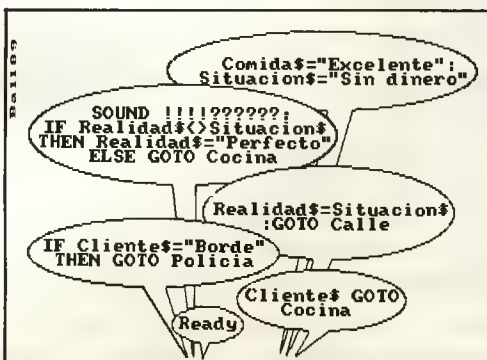 Ball89
Comida$="Excelente":
Situacion$="Sin dinero"
SOUND !!!!??????:
IF Realidad$<>Situacion$
THEN Realidad$="Perfecto"
ELSE GOTO Cocina
Realidad$=Situacion$
:GOTO Calle
IF Cliente$="Borde"
THEN GOTO Policia
Cliente$ GOTO
Cocina
Ready